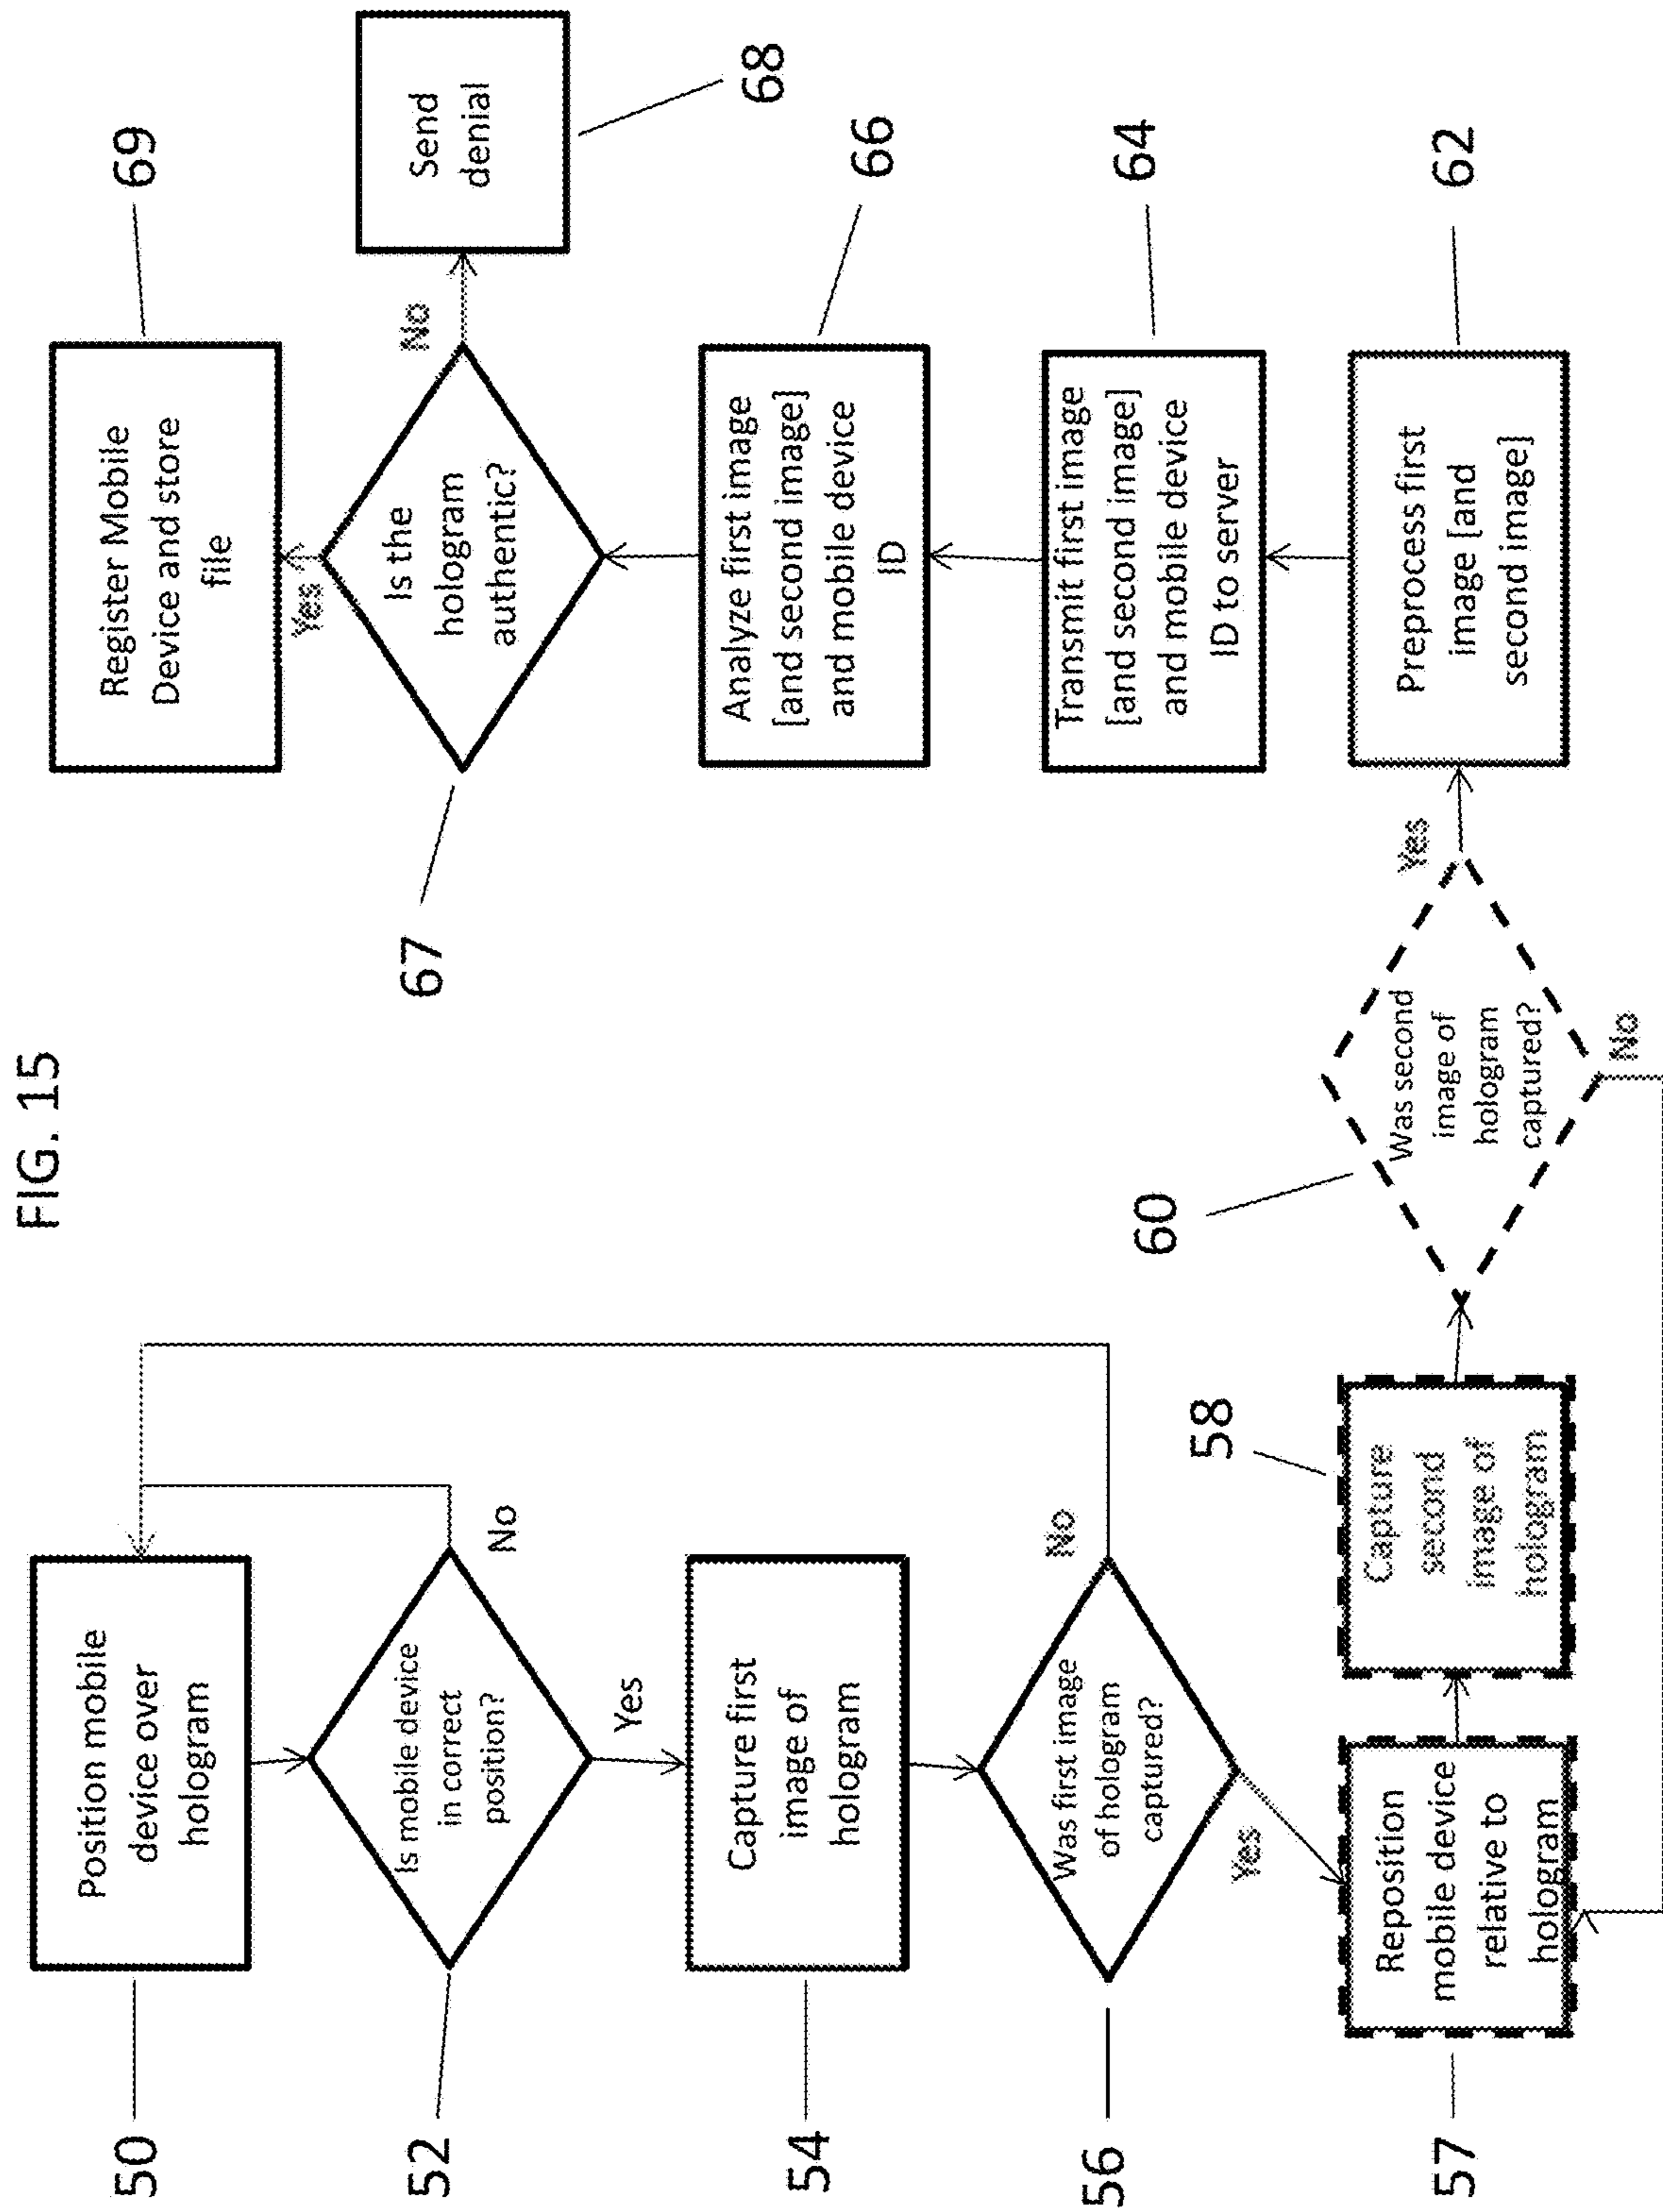 FIG. 15
50
Position mobile
device over
hologram
52
Is mobile device
in correct
position?
No
Yes
54
Capture first
image of
hologram
56
Was first image
of hologram
captured?
No
Yes
57
Reposition
mobile device
relative to
hologram
58
Capture
second
image of
hologram
60
Was second
image of
hologram
captured?
No
Yes
62
Preprocess first
image [and
second image]
64
Transmit first image
[and second image]
and mobile device
ID to server
66
Analyze first image
[and second image]
and mobile device
ID
67
Is the
hologram
authentic?
No
Yes
68
Send
denial
69
Register Mobile
Device and store
file